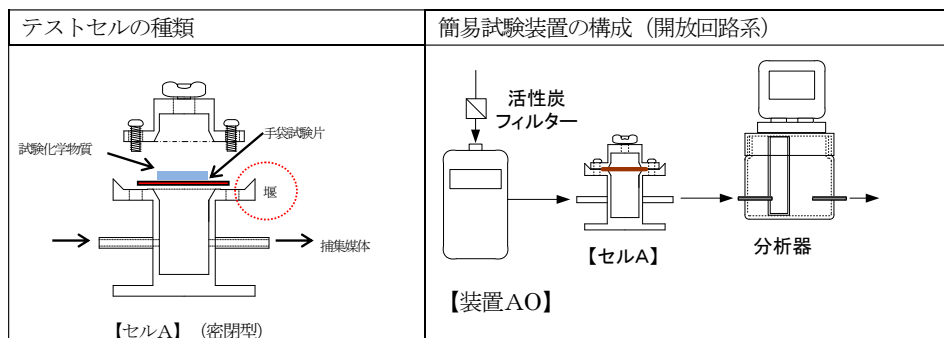 テストセルの種類
簡易試験装置の構成（開放回路系）
手袋試験片
試験化学物質
堰
捕集媒体
【セルA】（密閉型）
活性炭
フィルター
【セルA】
分析器
【装置AO】